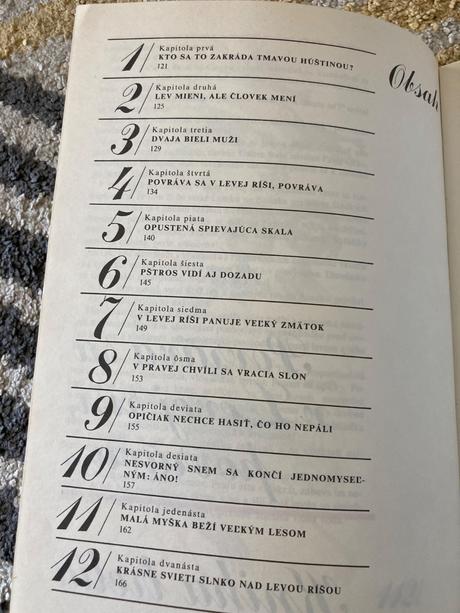 Obsah
1
Kapitola prvá
KTO SA TO ZAKRÁDA TMAVOU HÚŠTINOU?
121
2
Kapitola druhá
LEV MIENI, ALE ČLOVEK MENÍ
125
3
Kapitola tretia
DVAJA BIELI MUŽI
129
4
Kapitola štvrtá
POVRÁVA SA V LEVEJ RÍŠI, POVRÁVA
134
5
Kapitola piata
OPUSTENÁ SPIEVAJÚCA SKALA
140
6
Kapitola šiesta
PŠTROS VIDÍ AJ DOZADU
145
7
Kapitola siedma
V LEVEJ RÍŠI PANUJE VEĽKÝ ZMÄTOK
149
8
Kapitola ôsma
V PRAVEJ CHVÍLI SA VRACIA SLON
153
9
Kapitola deviata
OPIČIAK NECHCE HASIŤ, ČO HO NEPÁLI
155
10
Kapitola desiata
NESVORNÝ SNEM SA KONČÍ JEDNOMYSEĽ-
NÝM: ÁNO!
157
11
Kapitola jedenásta
MALÁ MYŠKA BEŽÍ VEĽKÝM LESOM
162
12
Kapitola dvanásta
KRÁSNE SVIETI SLNKO NAD LEVOU RÍŠOU
166